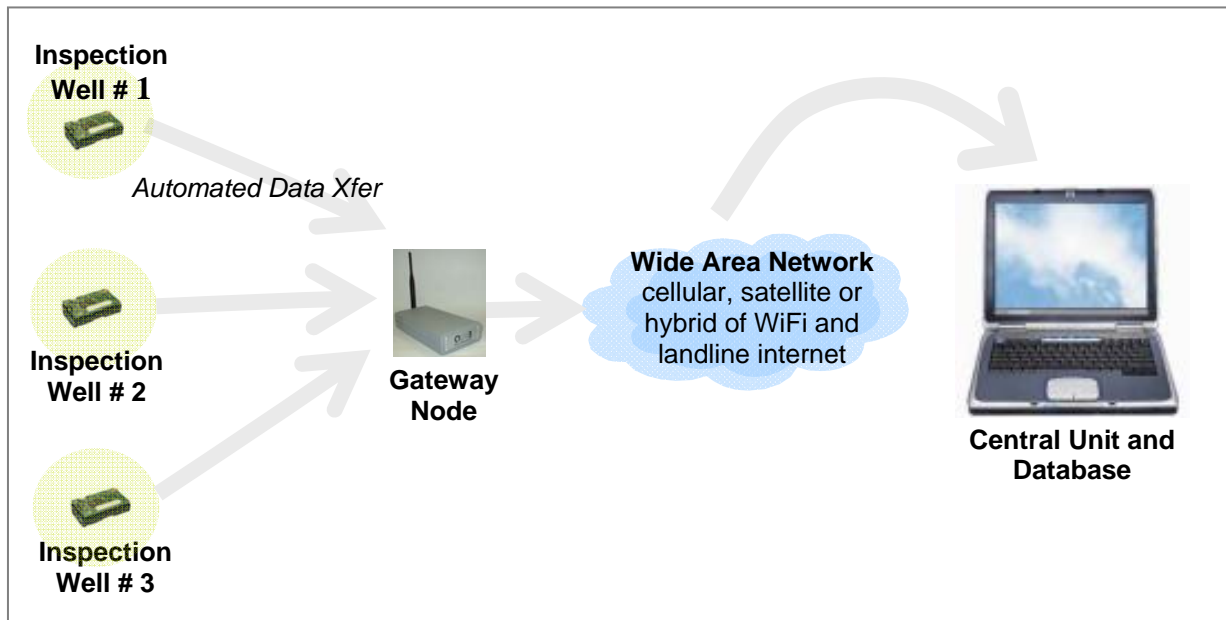 Inspection
Well # 1
Automated Data Xfer
Inspection
Well # 2
Gateway
Node
Wide Area Network
cellular, satellite or
hybrid of WiFi and
landline internet
Central Unit and
Database
Inspection
Well # 3